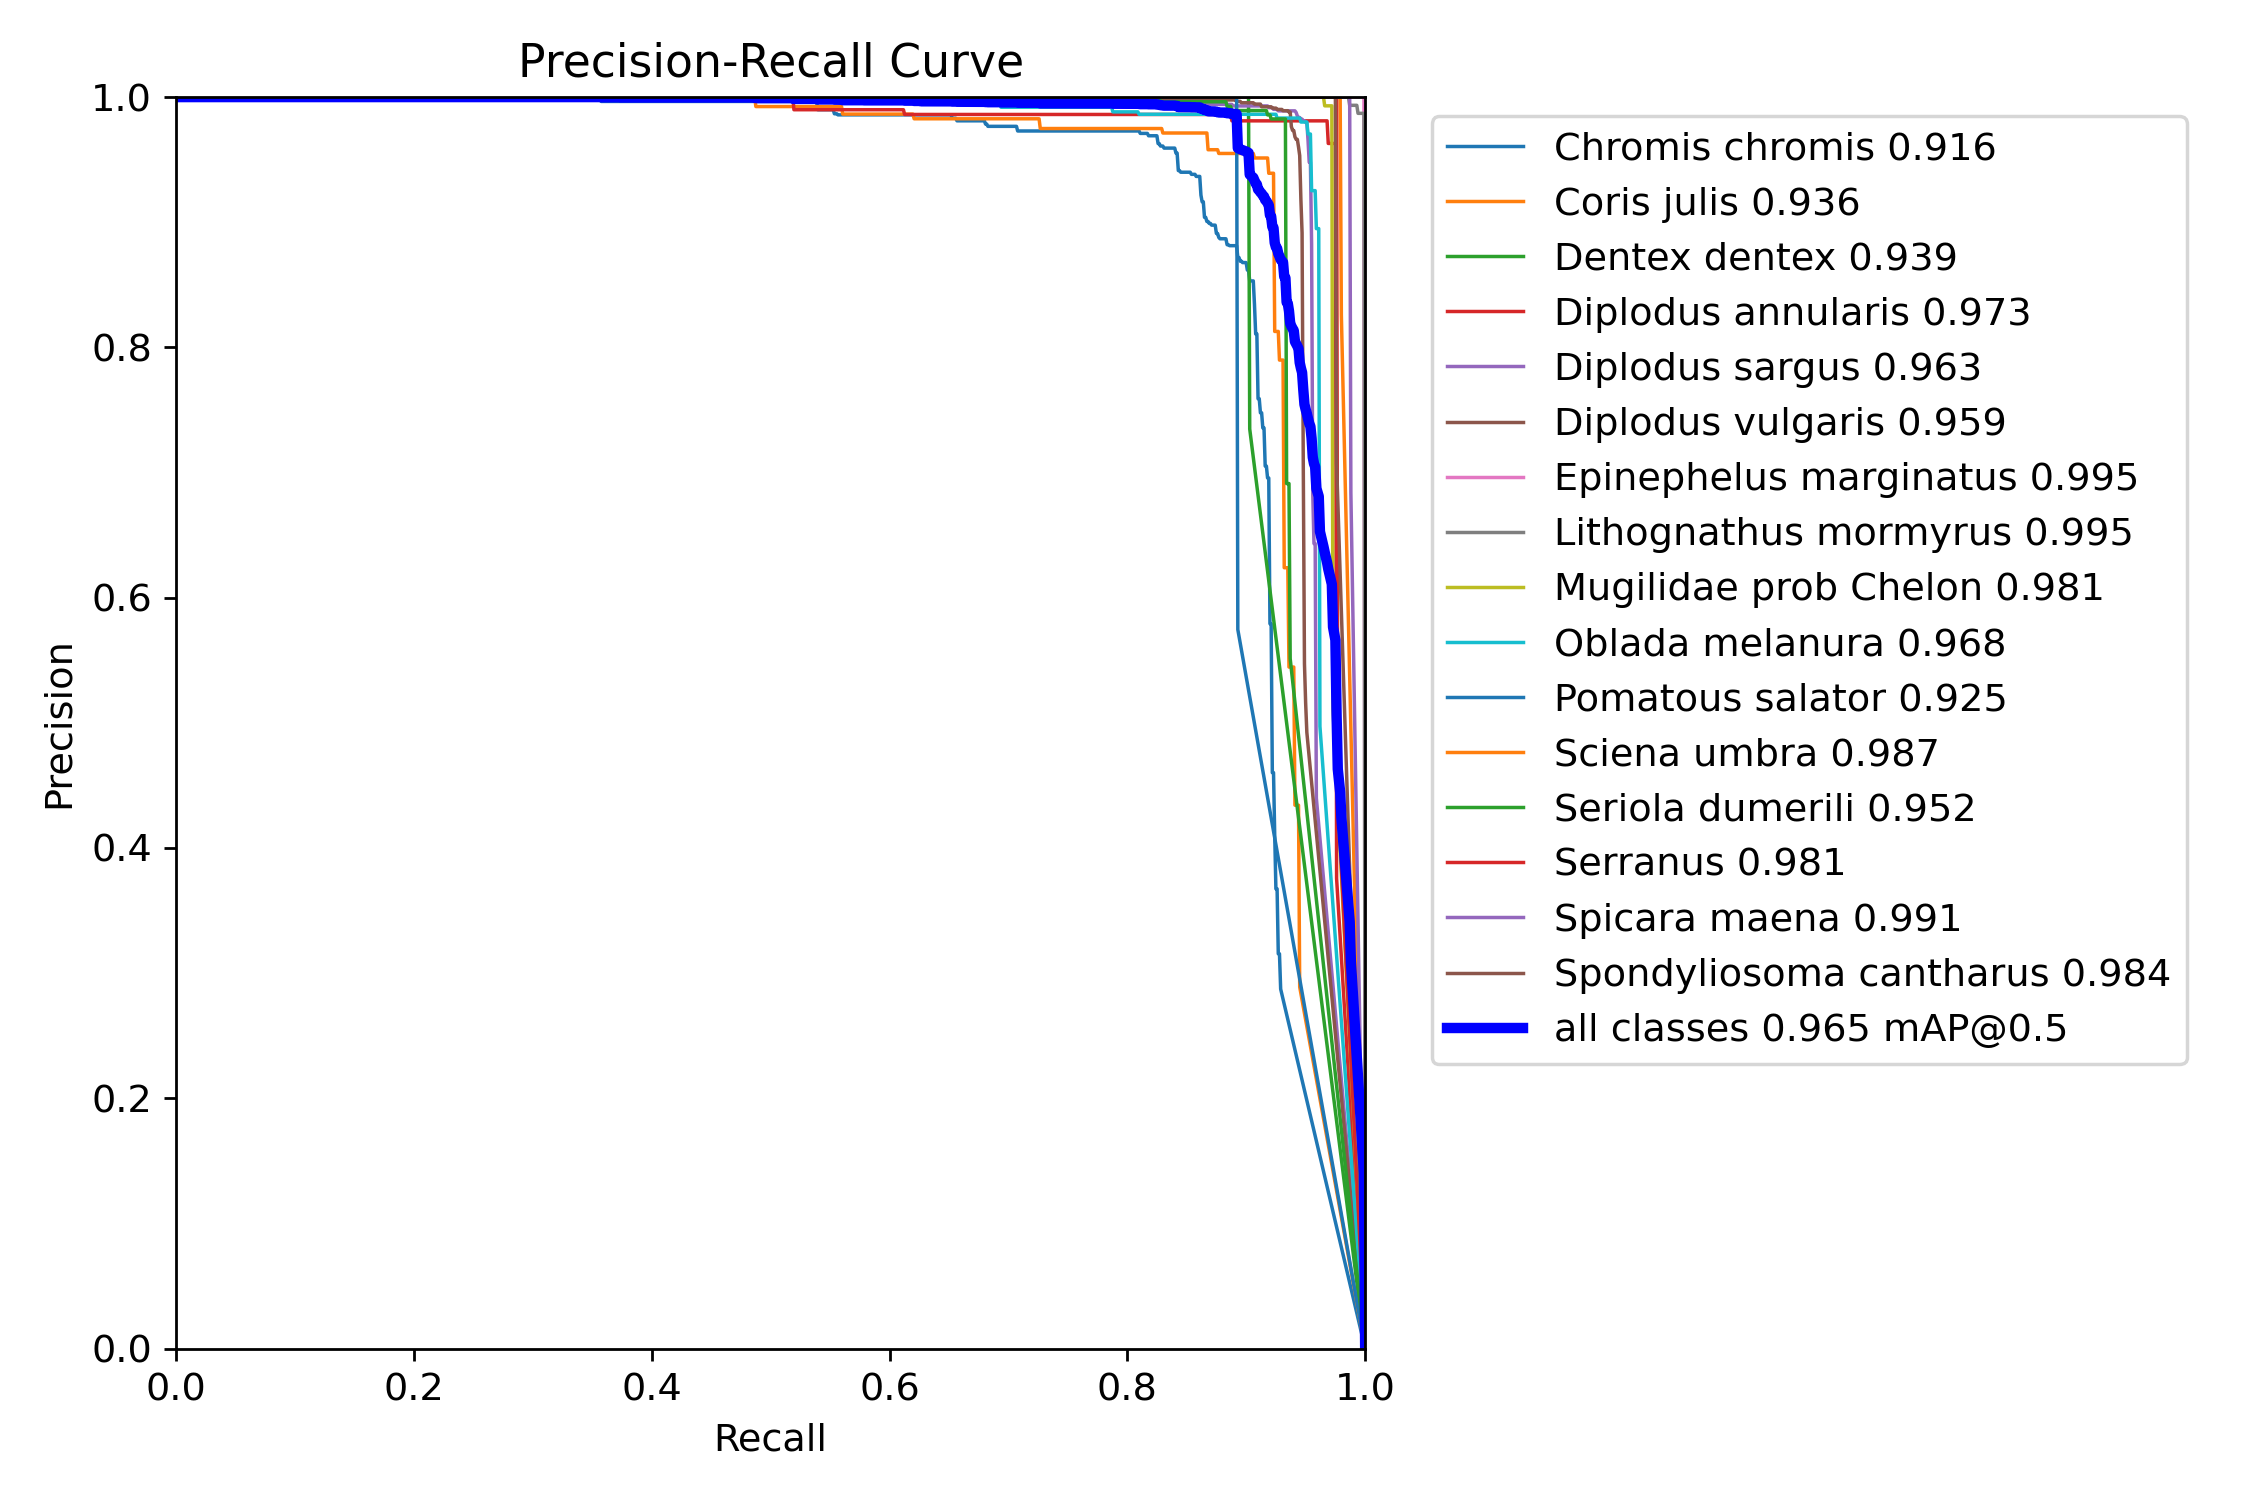 Precision-Recall Curve
1.0
0.8
0.6
0.4
0.2
0.0
Precision
0.0 0.2 0.4 0.6 0.8 1.0
Recall
Chromis chromis 0.916
Coris julis 0.936
Dentex dentex 0.939
Diplodus annularis 0.973
Diplodus sargus 0.963
Diplodus vulgaris 0.959
Epinephelus marginatus 0.995
Lithognathus mormyrus 0.995
Mugilidae prob Chelon 0.981
Oblada melanura 0.968
Pomatous salator 0.925
Sciena umbra 0.987
Seriola dumerili 0.952
Serranus 0.981
Spicara maena 0.991
Spondyliosoma cantharus 0.984
all classes 0.965 mAP@0.5